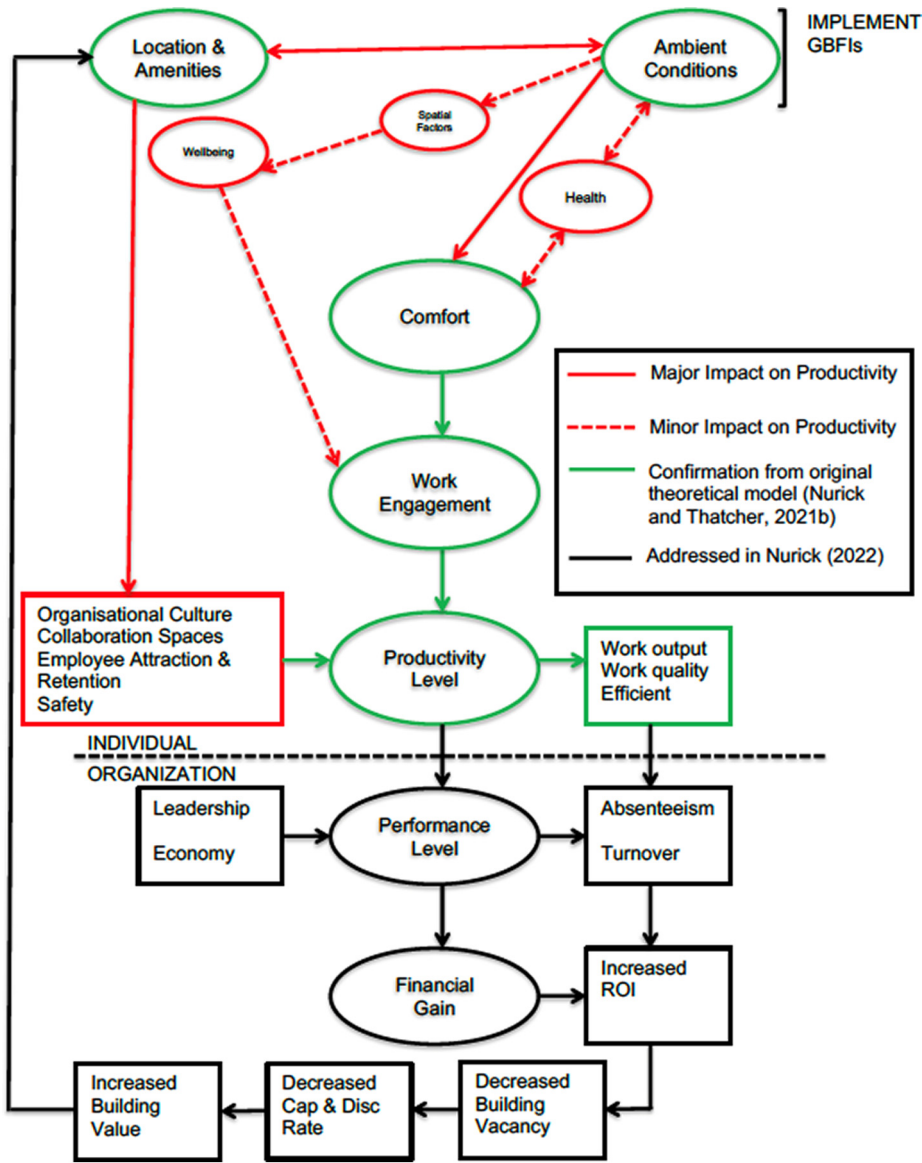 Location &
Amenities
Ambient
Conditions
IMPLEMENT
GBFIs
Spatial
Factors
Wellbeing
Health
Comfort
Major Impact on Productivity
Minor Impact on Productivity
Confirmation from original
theoretical model (Nurick
and Thatcher, 2021b)
Addressed in Nurick (2022)
Work
Engagement
Organisational Culture
Collaboration Spaces
Employee Attraction &
Retention
Safety
Productivity
Level
Work output
Work quality
Efficient
INDIVIDUAL
ORGANIZATION
Leadership
Economy
Performance
Level
Absenteeism
Turnover
Financial
Gain
Increased
ROI
Increased
Building
Value
Decreased
Cap & Disc
Rate
Decreased
Building
Vacancy